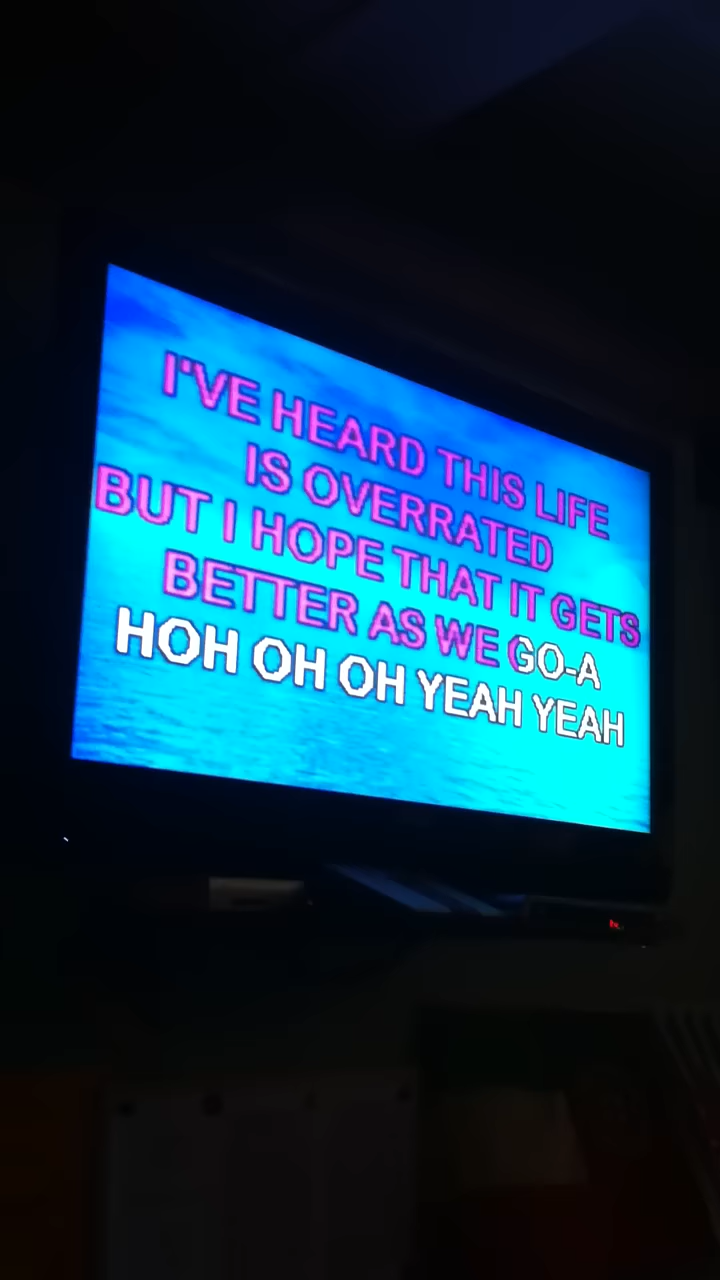 I'VE HEARD THIS LIFE
IS OVERRATED
BUT I HOPE THAT IT GETS
BETTER AS WE GO-A
HOH OH OH YEAH YEAH